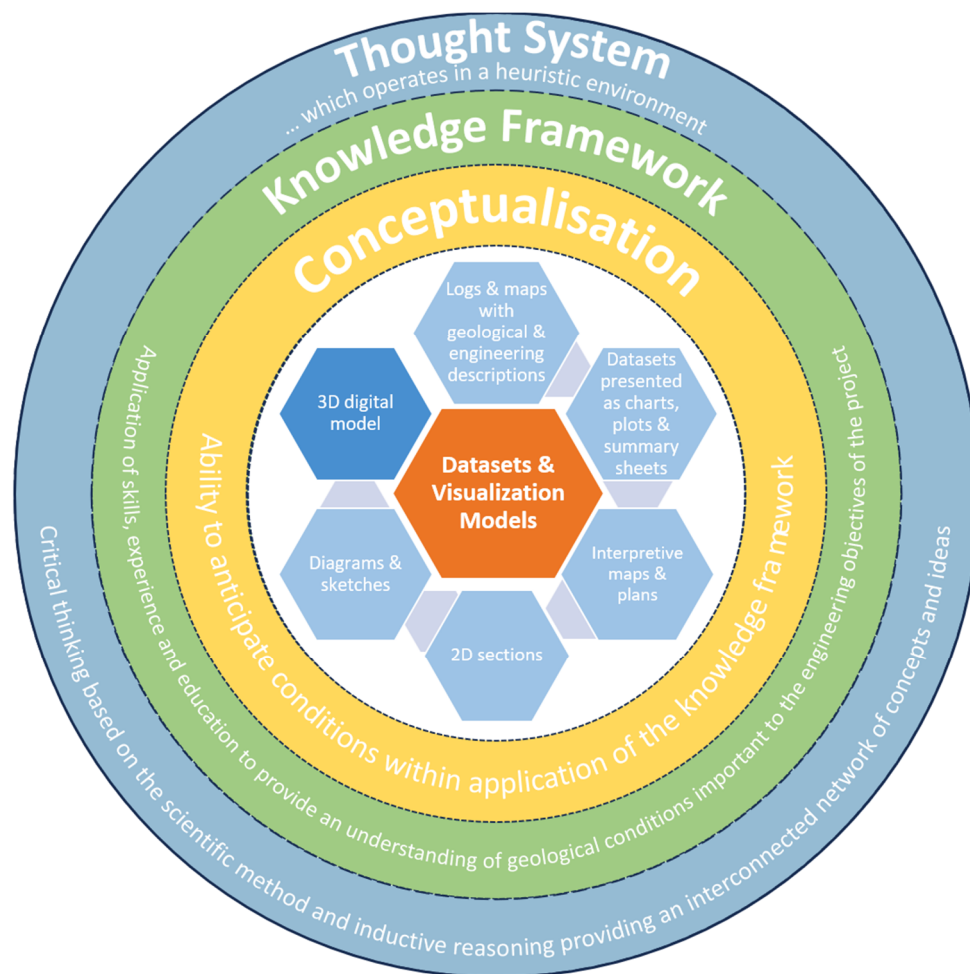 Thought System
... which operates in a heuristic environment
Knowledge Framework
Conceptualisation
Logs & maps
with
geological &
engineering
descriptions
Datasets
presented
as charts,
plots &
summary
sheets
3D digital
model
Datasets &
Visualization
Models
Diagrams &
sketches
Interpretive
maps &
plans
2D sections
Ability to anticipate conditions within application of the knowledge framework
Application of skills, experience and education to provide an understanding of geological conditions important to the engineering objectives of the project
Critical thinking based on the scientific method and inductive reasoning providing an interconnected network of concepts and ideas